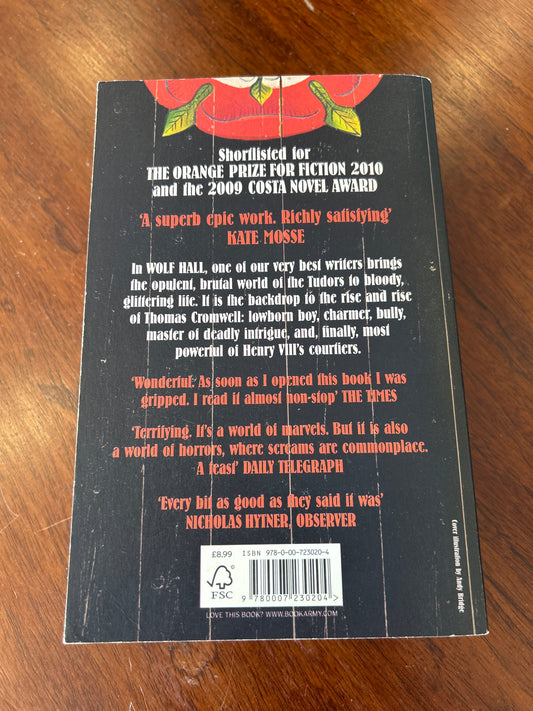 Shortlisted for
THE ORANGE PRIZE FOR FICTION 2010
and the 2009 COSTA NOVEL AWARD
‘A superb epic work. Richly satisfying’
KATE MOSSE
In WOLF HALL, one of our very best writers brings
the opulent, brutal world of the Tudors to bloody,
glittering life. It is the backdrop to the rise and rise
of Thomas Cromwell: lowborn boy, charmer, bully,
master of deadly intrigue, and, finally, most
powerful of Henry VIII's courtiers.
‘Wonderful: As soon as I opened this book I was
gripped. I read it almost non-stop’ THE TIMES
‘Terrifying. It's a world of marvels. But it is also
a world of horrors, where screams are commonplace.
A feast’ DAILY TELEGRAPH
‘Every bit as good as they said it was’
NICHOLAS HYTNER, OBSERVER
Cover illustration by Andy Bridge
£8.99 ISBN 978-0-00-723020-4
FSC
9 780007 230204 >
LOVE THIS BOOK? WWW.BOOKARMY.COM